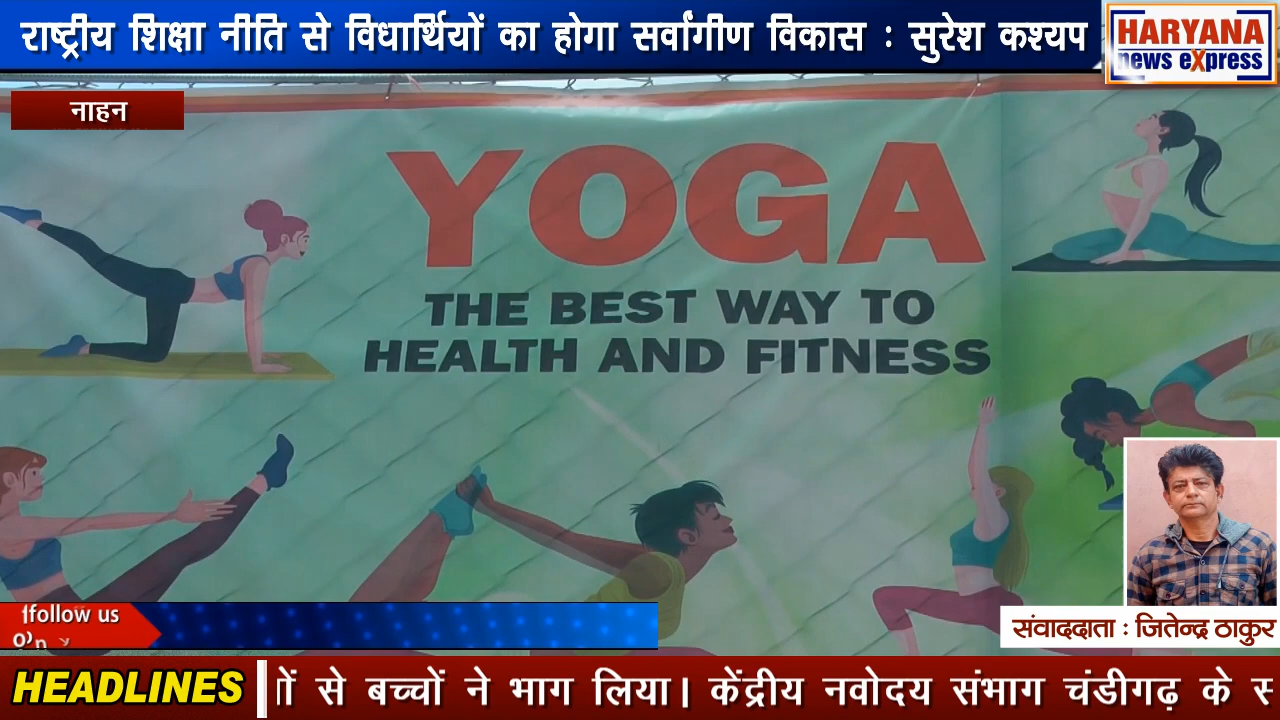 राष्ट्रीय शिक्षा नीति से विधार्थियों का होगा सर्वांगीण विकास : सुरेश कश्यप
HARYANA
news eXpress
नाहन
YOGA
THE BEST WAY TO
HEALTH AND FITNESS
follow us
संवाददाता : जितेन्द्र ठाकुर
HEADLINES
से बच्चों ने भाग लिया। केंद्रीय नवोदय संभाग चंडीगढ़ के